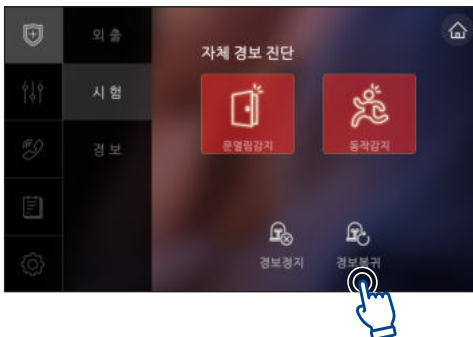 외출
자체 경보 진단
시험
문열림감지
동작감지
경보
경보정지
경보복귀